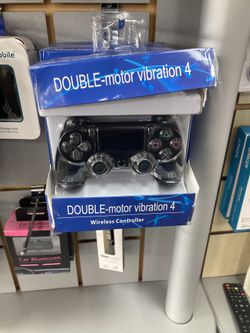 DOUBLE-motor vibration 4
DOUBLE-motor vibration 4
Wireless Controller
Car Bluetooth